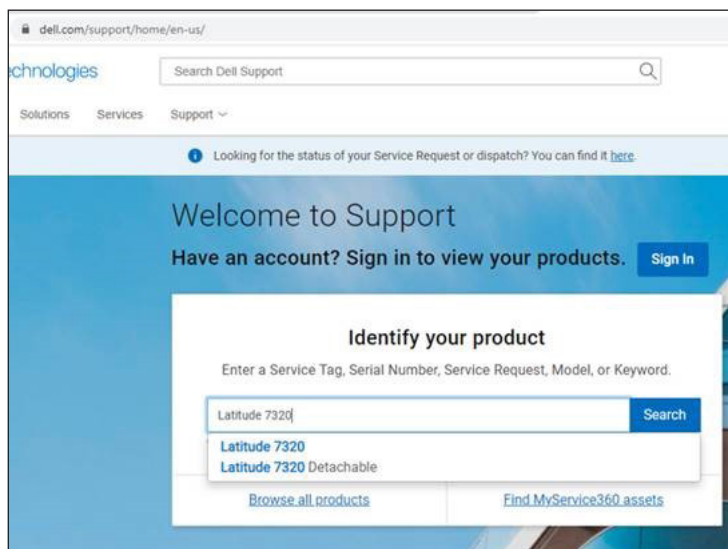 dell.com/support/home/en-us/
echnologies
Search Dell Support
Solutions Services Support
Looking for the status of your Service Request or dispatch? You can find it here.
Welcome to Support
Have an account? Sign in to view your products. Sign In
Identify your product
Enter a Service Tag, Serial Number, Service Request, Model, or Keyword.
Latitude 7320 Search
Latitude 7320
Latitude 7320 Detachable
Browse all products Find MyService360 assets